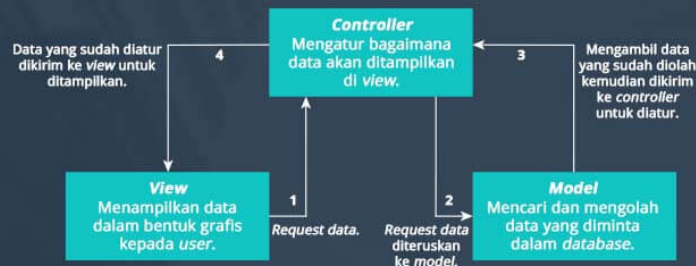 Controller
Mengatur bagaimana
data akan ditampilkan
di view.
Data yang sudah diatur
dikirim ke view untuk
ditampilkan.
4
3
Mengambil data
yang sudah diolah
kemudian dikirim
ke controller
untuk diatur.
View
Menampilkan data
dalam bentuk grafis
kepada user.
1
Request data.
2
Request data
diteruskan
ke model.
Model
Mencari dan mengolah
data yang diminta
dalam database.